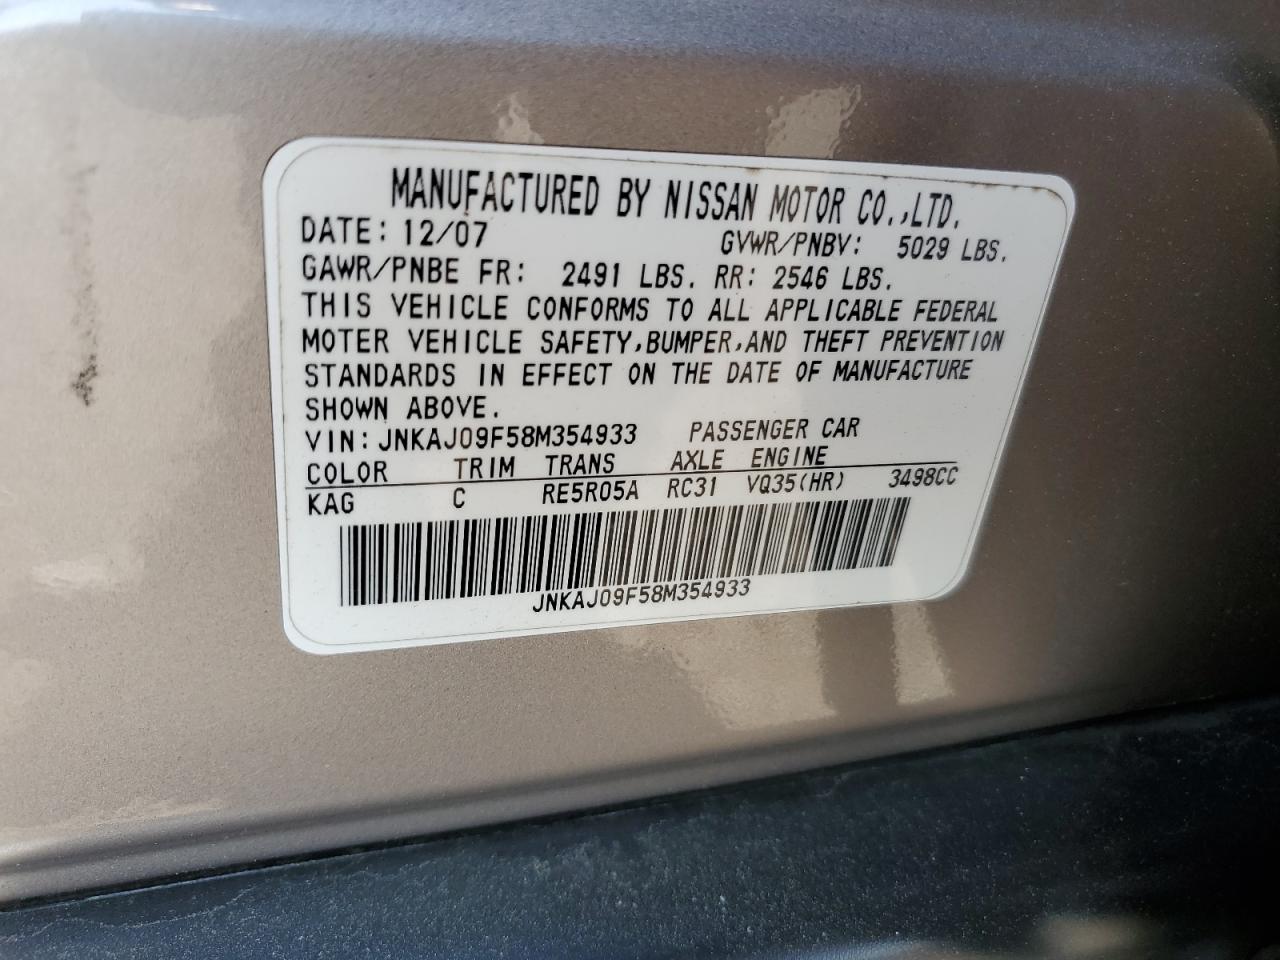 MANUFACTURED BY NISSAN MOTOR CO.,LTD.
DATE: 12/07 GVWR/PNBV: 5029 LBS.
GAWR/PNBE FR: 2491 LBS. RR: 2546 LBS.
THIS VEHICLE CONFORMS TO ALL APPLICABLE FEDERAL
MOTER VEHICLE SAFETY,BUMPER,AND THEFT PREVENTION
STANDARDS IN EFFECT ON THE DATE OF MANUFACTURE
SHOWN ABOVE.
VIN: JNKAJ09F58M354933 PASSENGER CAR
COLOR TRIM TRANS AXLE ENGINE
KAG C RE5R05A RC31 VQ35(HR) 3498CC
JNKAJ09F58M354933